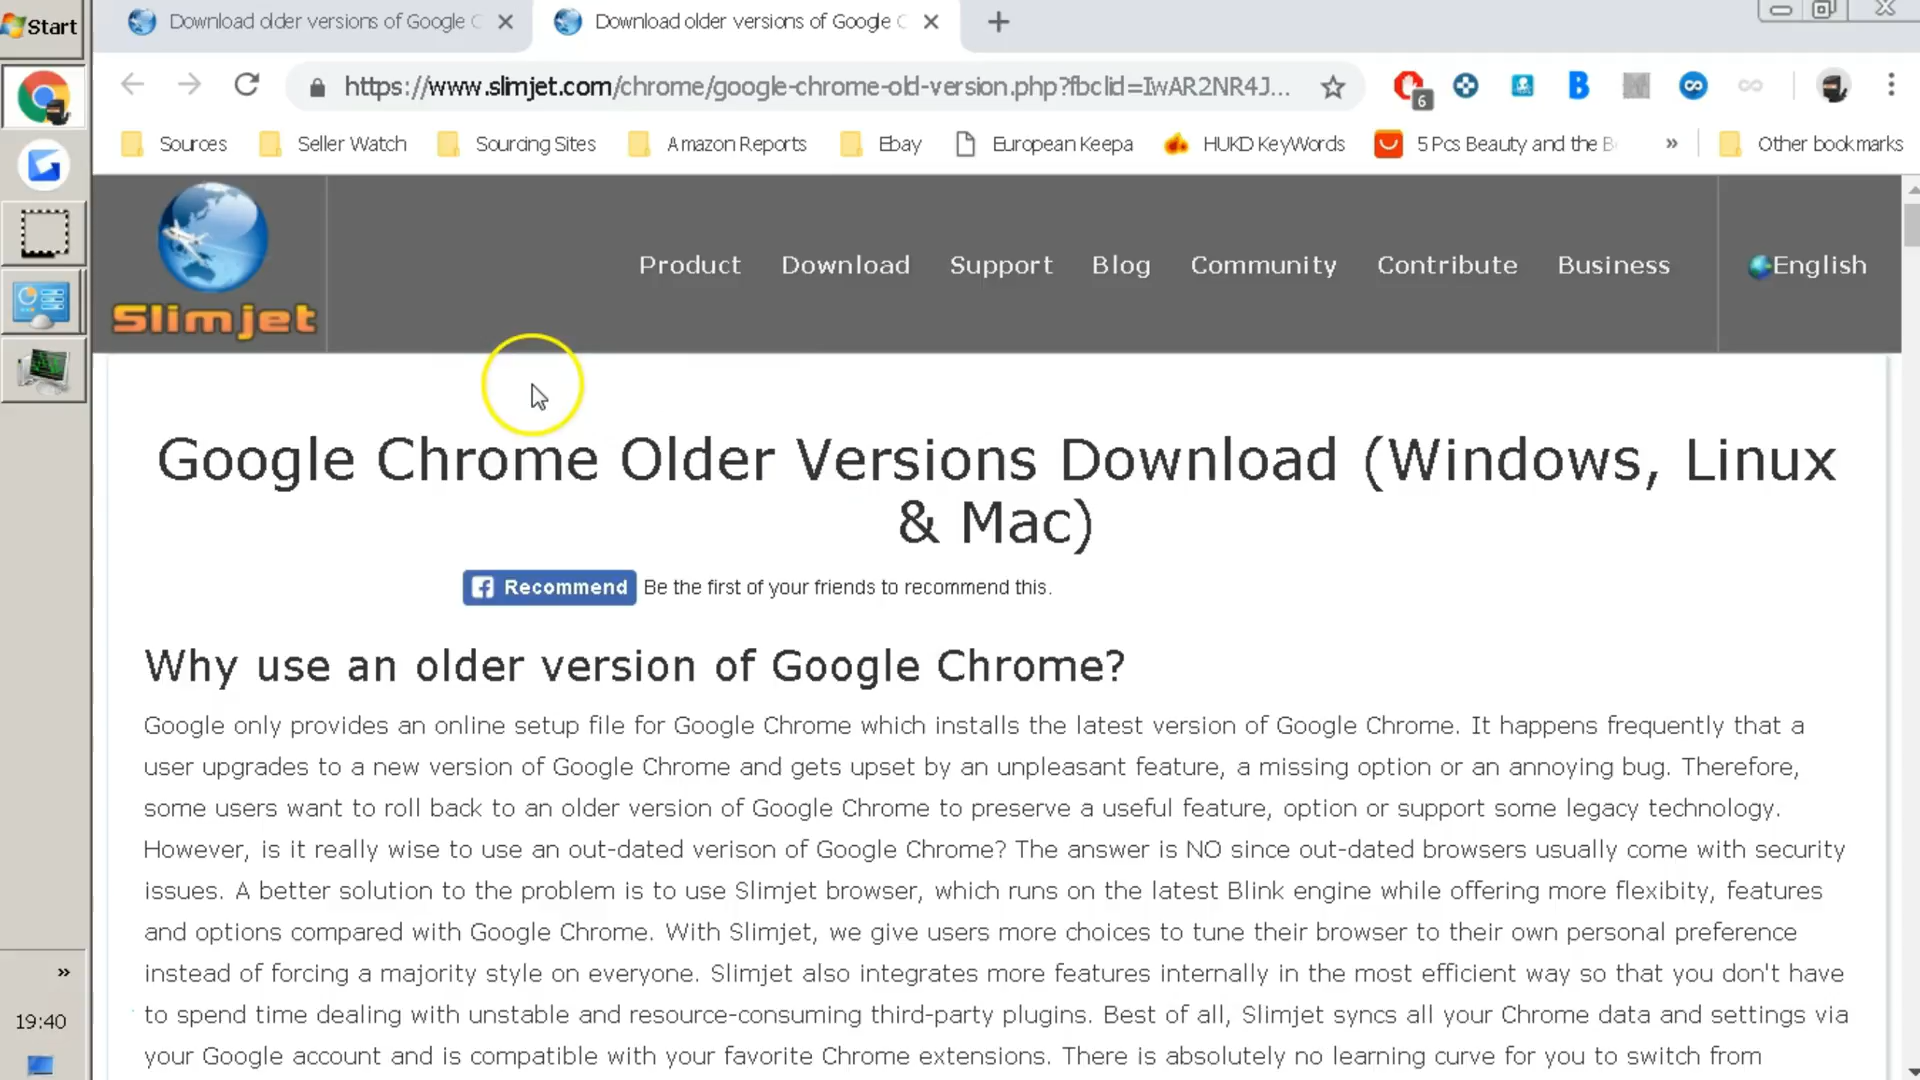 Start
Download older versions of Google C
Download older versions of Google C
https://www.slimjet.com/chrome/google-chrome-old-version.php?fbclid=IwAR2NR4J...
6
B
Sources
Seller Watch
Sourcing Sites
Amazon Reports
Ebay
European Keepa
HUKD KeyWords
5 Pcs Beauty and the B
»
Other bookmarks
Slimjet
Product
Download
Support
Blog
Community
Contribute
Business
English
Google Chrome Older Versions Download (Windows, Linux
& Mac)
Recommend
Be the first of your friends to recommend this.
Why use an older version of Google Chrome?
Google only provides an online setup file for Google Chrome which installs the latest version of Google Chrome. It happens frequently that a
user upgrades to a new version of Google Chrome and gets upset by an unpleasant feature, a missing option or an annoying bug. Therefore,
some users want to roll back to an older version of Google Chrome to preserve a useful feature, option or support some legacy technology.
However, is it really wise to use an out-dated verison of Google Chrome? The answer is NO since out-dated browsers usually come with security
issues. A better solution to the problem is to use Slimjet browser, which runs on the latest Blink engine while offering more flexibity, features
and options compared with Google Chrome. With Slimjet, we give users more choices to tune their browser to their own personal preference
instead of forcing a majority style on everyone. Slimjet also integrates more features internally in the most efficient way so that you don't have
to spend time dealing with unstable and resource-consuming third-party plugins. Best of all, Slimjet syncs all your Chrome data and settings via
your Google account and is compatible with your favorite Chrome extensions. There is absolutely no learning curve for you to switch from
»
19:40